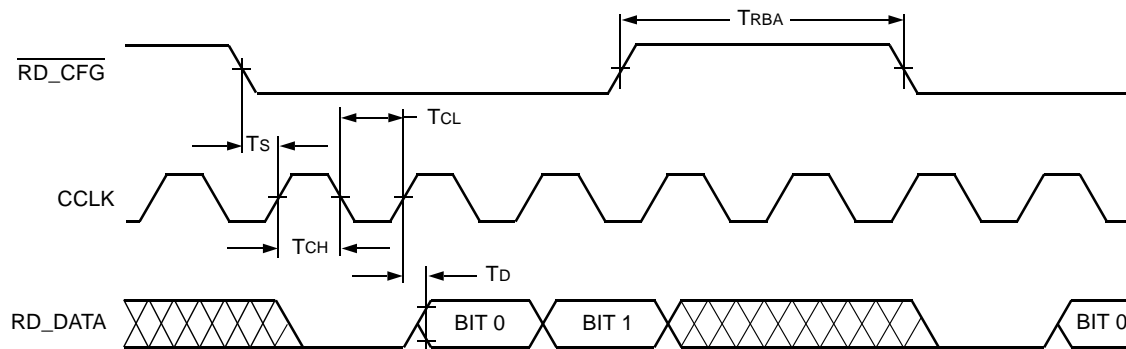 TRBA
RD_CFG
TCL
TS
CCLK
TCH
TD
RD_DATA
BIT 0
BIT 1
BIT 0